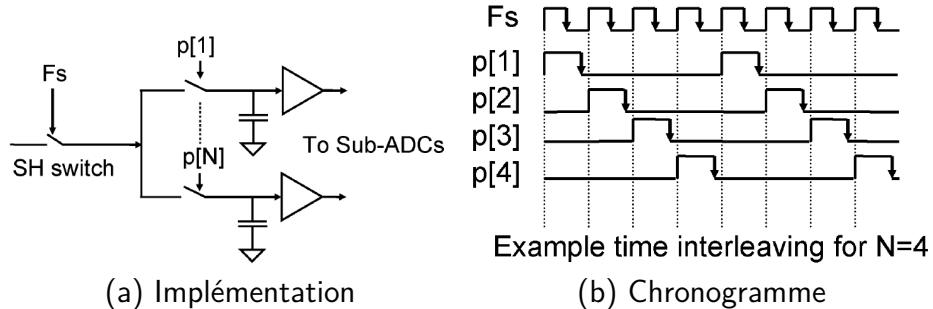 p[1]
Fs
SH switch
p[N]
To Sub-ADCs
(a) Implémentation
Fs
p[1]
p[2]
p[3]
p[4]
Example time interleaving for N=4
(b) Chronogramme